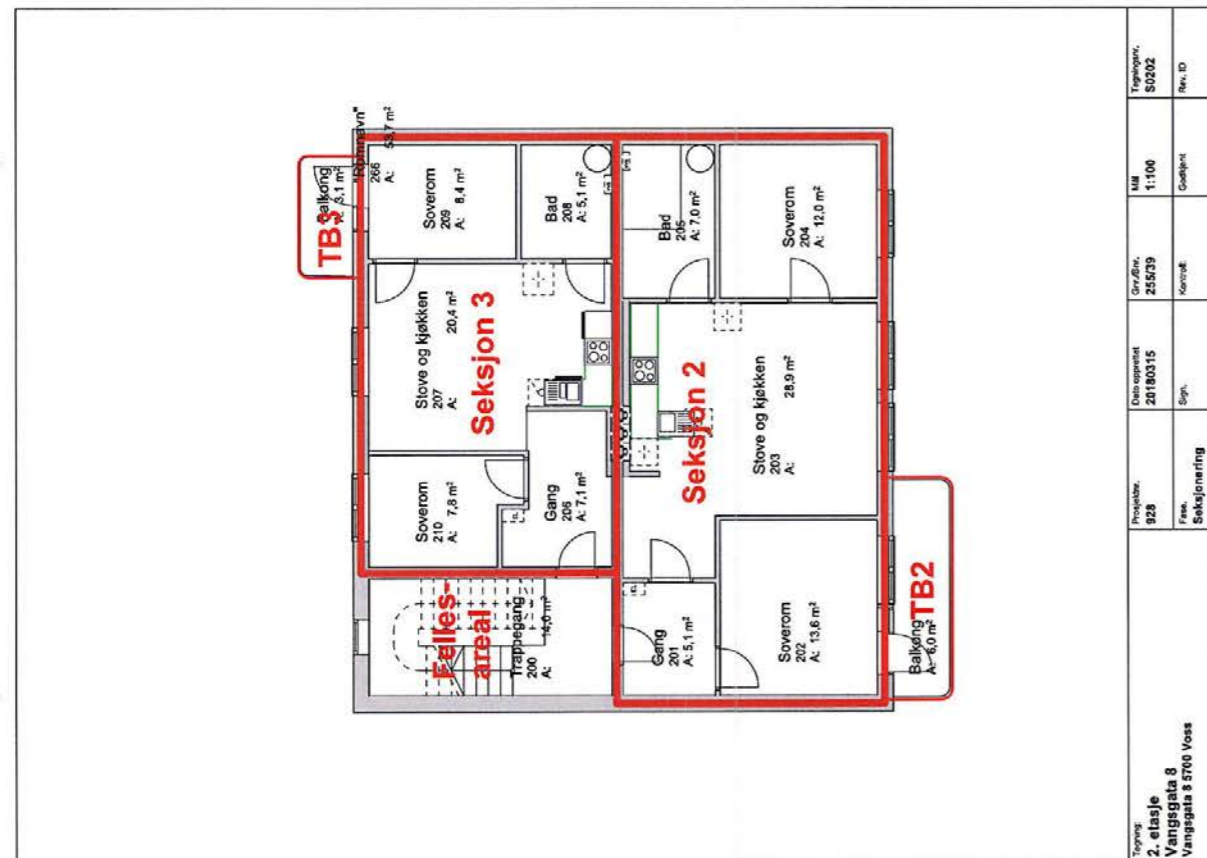 "Romnavn"
266
A: 53,7 m²
Balkong
A: 3,1 m²
TB3
Soverom
209
A: 8,4 m²
Bad
208
A: 5,1 m²
Bad
205
A: 7,0 m²
Soverom
204
A: 12,0 m²
Stove og kjøkken
207
A: 20,4 m²
Seksjon 3
Seksjon 2
Stove og kjøkken
203
A: 28,9 m²
Soverom
210
A: 7,8 m²
Gang
206
A: 7,1 m²
Felles-
areal
Trappegang
200
A: 14,0 m²
Gang
201
A: 5,1 m²
Soverom
202
A: 13,6 m²
Balkong
A: 6,0 m²
TB2
Tegning:
2. etasje
Vangsgata 8
Vangsgata 8 5700 Voss
Prosjektnr.
928
Fase.
Seksjonering
Dato opprettet
20180315
Sign.
Gnr./Bnr.
255/39
Kontroll:
Mål
1:100
Godkjent
Tegningsnr.
S0202
Rev. ID